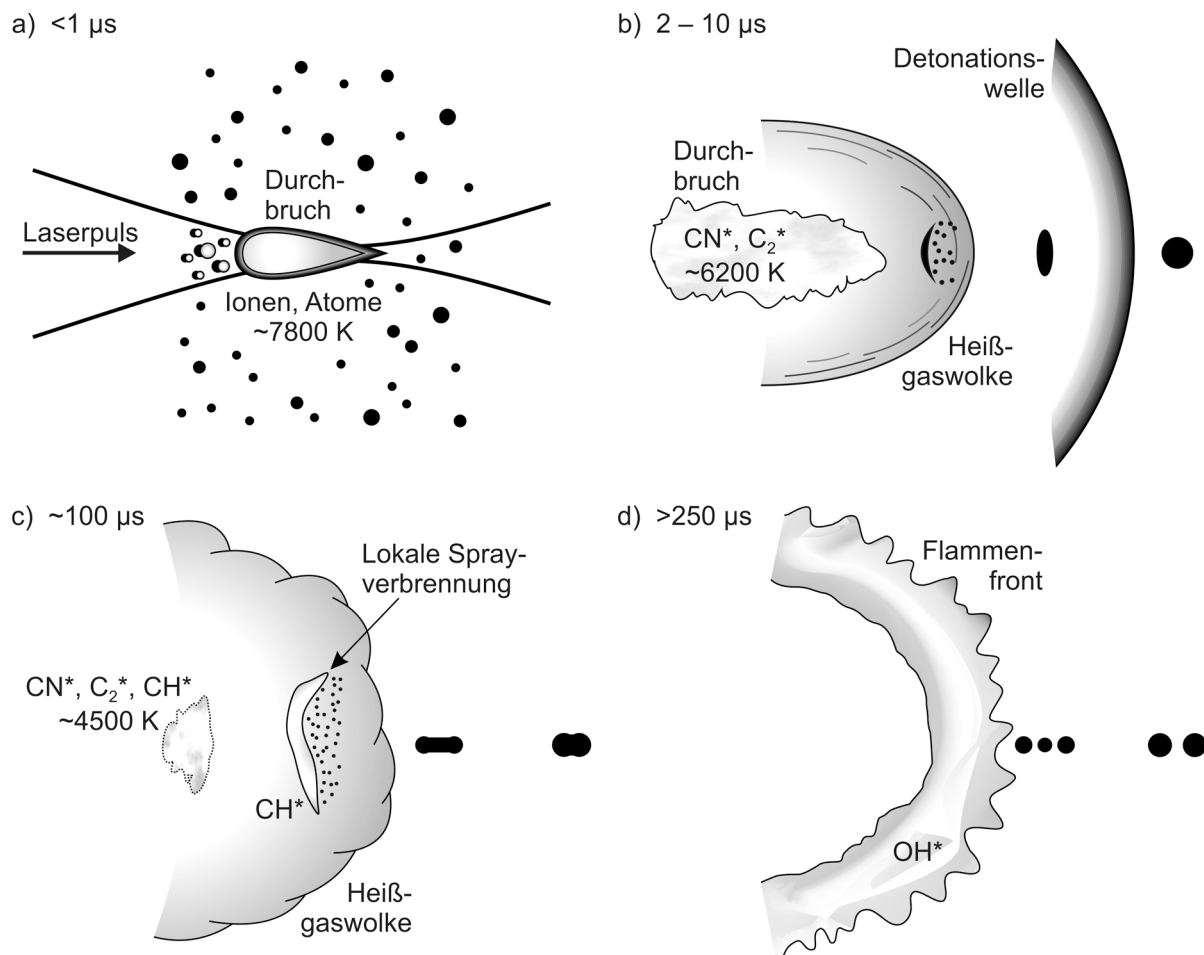 a) <1 µs
Durch-
bruch
Laserpuls
Ionen, Atome
~7800 K
b) 2 – 10 µs
Detonations-
welle
Durch-
bruch
CN*, C₂*
~6200 K
Heiß-
gaswolke
c) ~100 µs
Lokale Spray-
verbrennung
CN*, C₂*, CH*
~4500 K
CH*
Heiß-
gaswolke
d) >250 µs
Flammen-
front
OH*